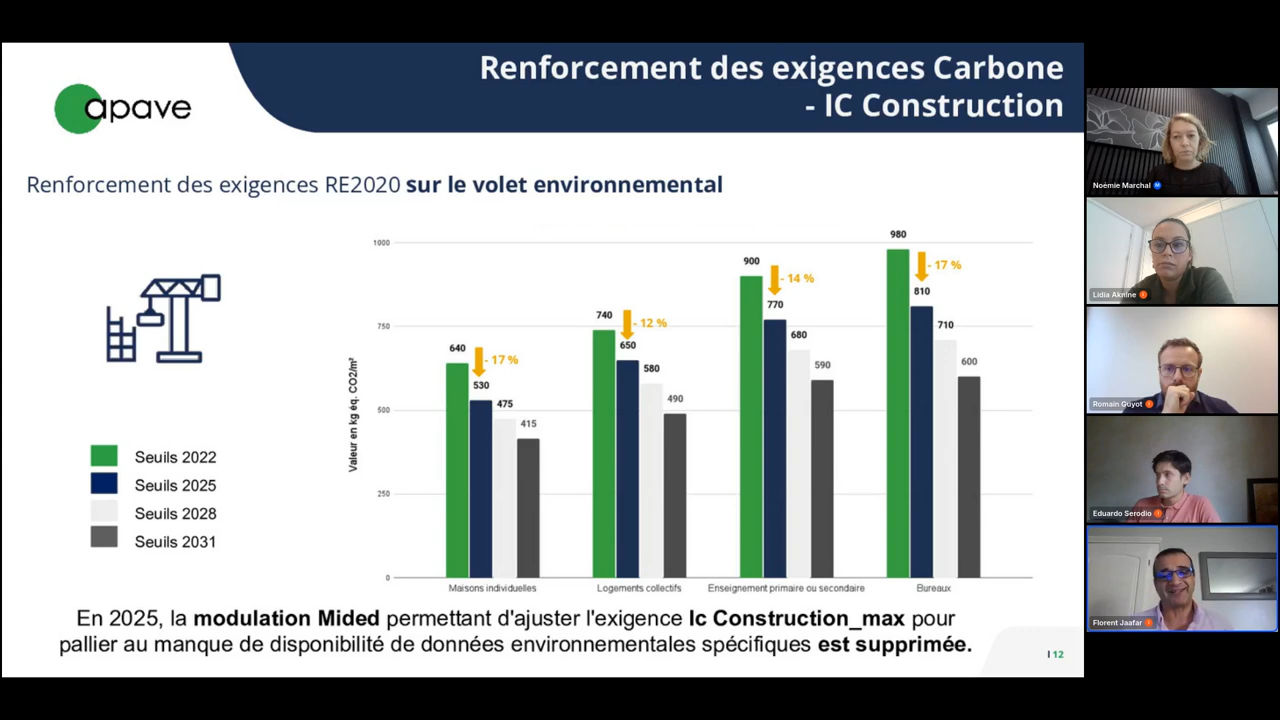 Renforcement des exigences Carbone
- IC Construction
apave
Renforcement des exigences RE2020 sur le volet environnemental
Valeur en kg éq. CO2/m²
1000
750
500
250
0
640
- 17 %
530
475
415
740
- 12 %
650
580
490
900
- 14 %
770
680
590
980
- 17 %
810
710
600
Maisons individuelles
Logements collectifs
Enseignement primaire ou secondaire
Bureaux
Seuils 2022
Seuils 2025
Seuils 2028
Seuils 2031
En 2025, la modulation Mided permettant d'ajuster l'exigence Ic Construction_max pour
pallier au manque de disponibilité de données environnementales spécifiques est supprimée.
I 12
Noémie Marchal M
Lidia Aknine
Romain Guyot
Eduardo Serodio
Florent Jaafar